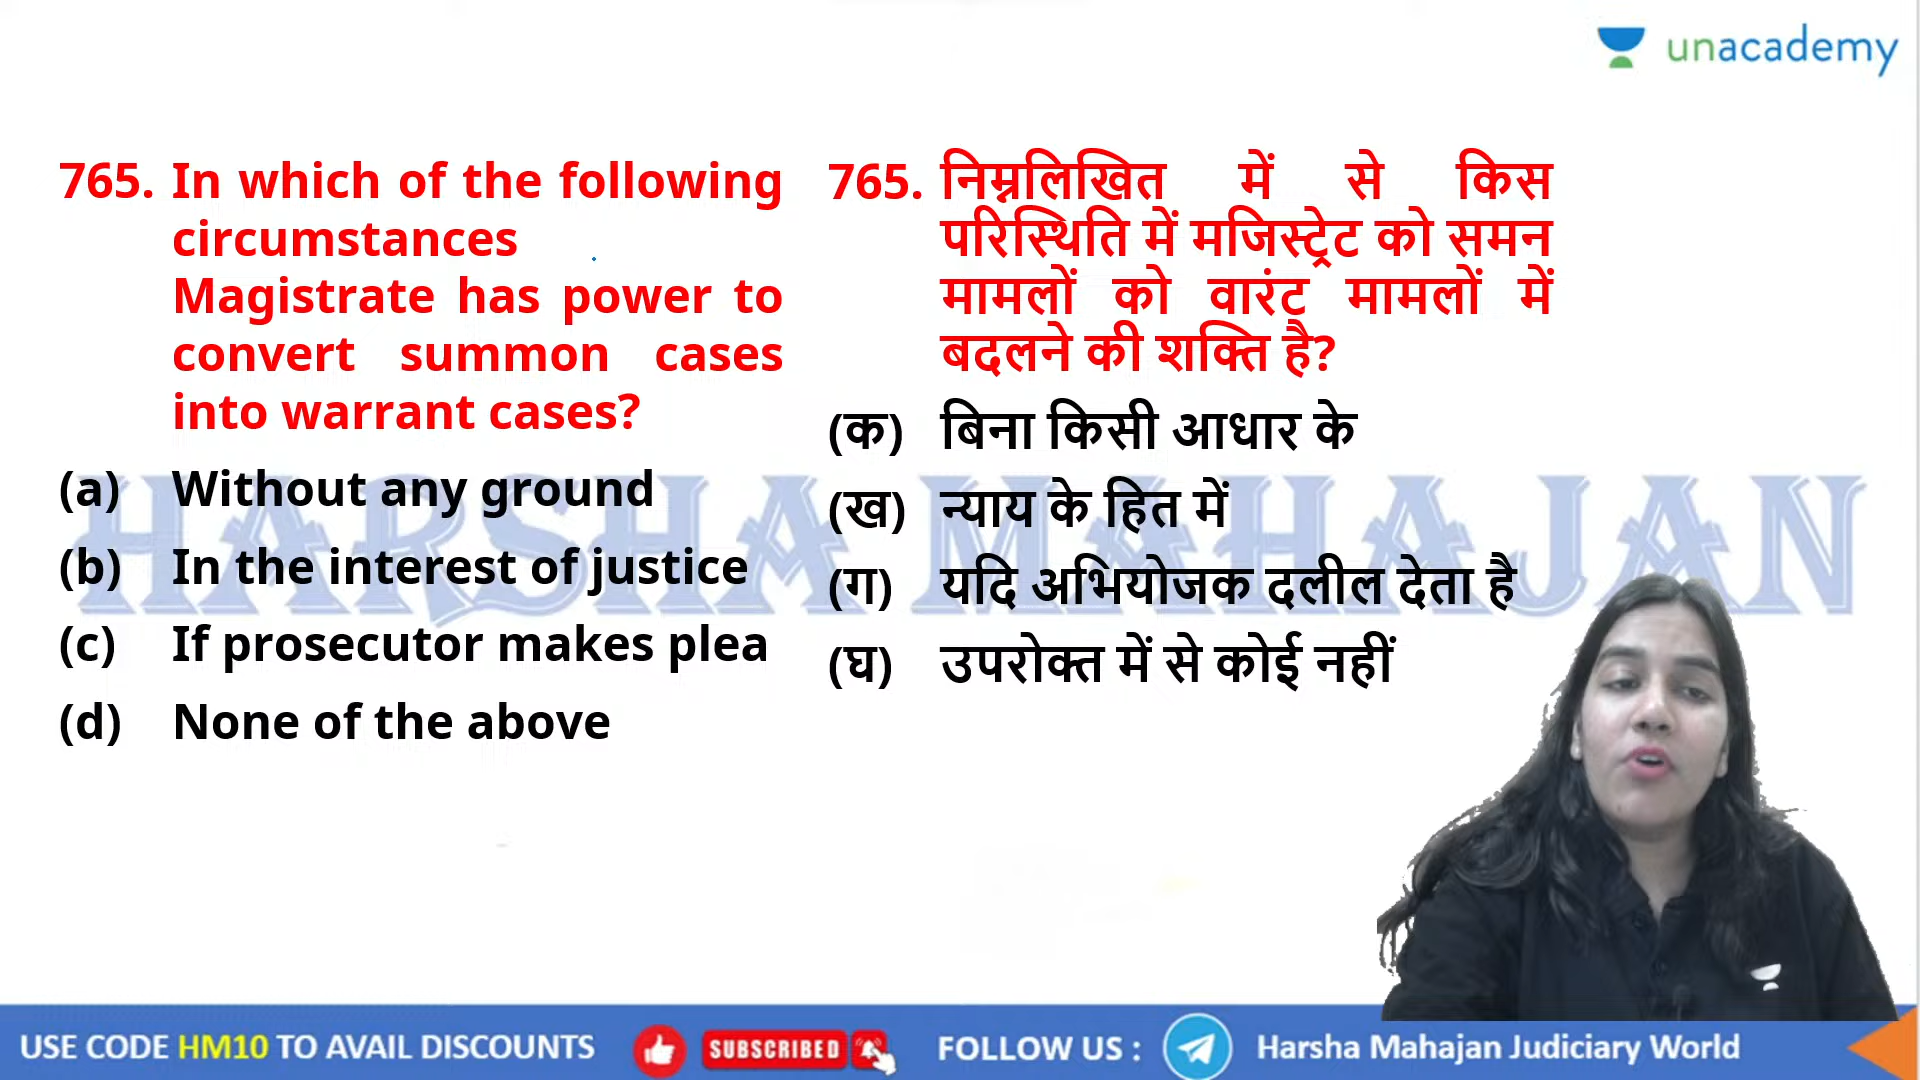 unacademy
765. In which of the following
circumstances
Magistrate has power to
convert summon cases
into warrant cases?
(a) Without any ground
(b) In the interest of justice
(c) If prosecutor makes plea
(d) None of the above
765. निम्नलिखित में से किस
परिस्थिति में मजिस्ट्रेट को समन
मामलों को वारंट मामलों में
बदलने की शक्ति है?
(क) बिना किसी आधार के
(ख) न्याय के हित में
(ग) यदि अभियोजक दलील देता है
(घ) उपरोक्त में से कोई नहीं
HARSHA MAHAJAN
USE CODE HM10 TO AVAIL DISCOUNTS
SUBSCRIBED
FOLLOW US :
Harsha Mahajan Judiciary World